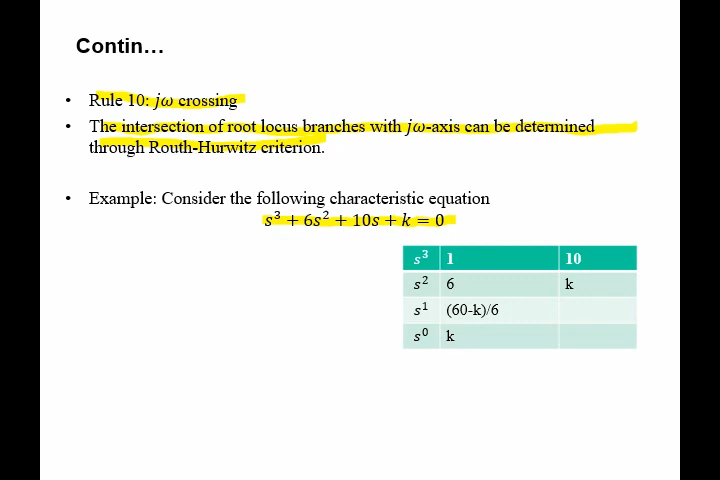 Contin…
• Rule 10: 𝑗𝜔 crossing
• The intersection of root locus branches with 𝑗𝜔-axis can be determined
through Routh-Hurwitz criterion.
• Example: Consider the following characteristic equation
𝑠³ + 6𝑠² + 10𝑠 + 𝑘 = 0
𝑠³ 1 10
𝑠² 6 k
𝑠¹ (60-k)/6
𝑠⁰ k